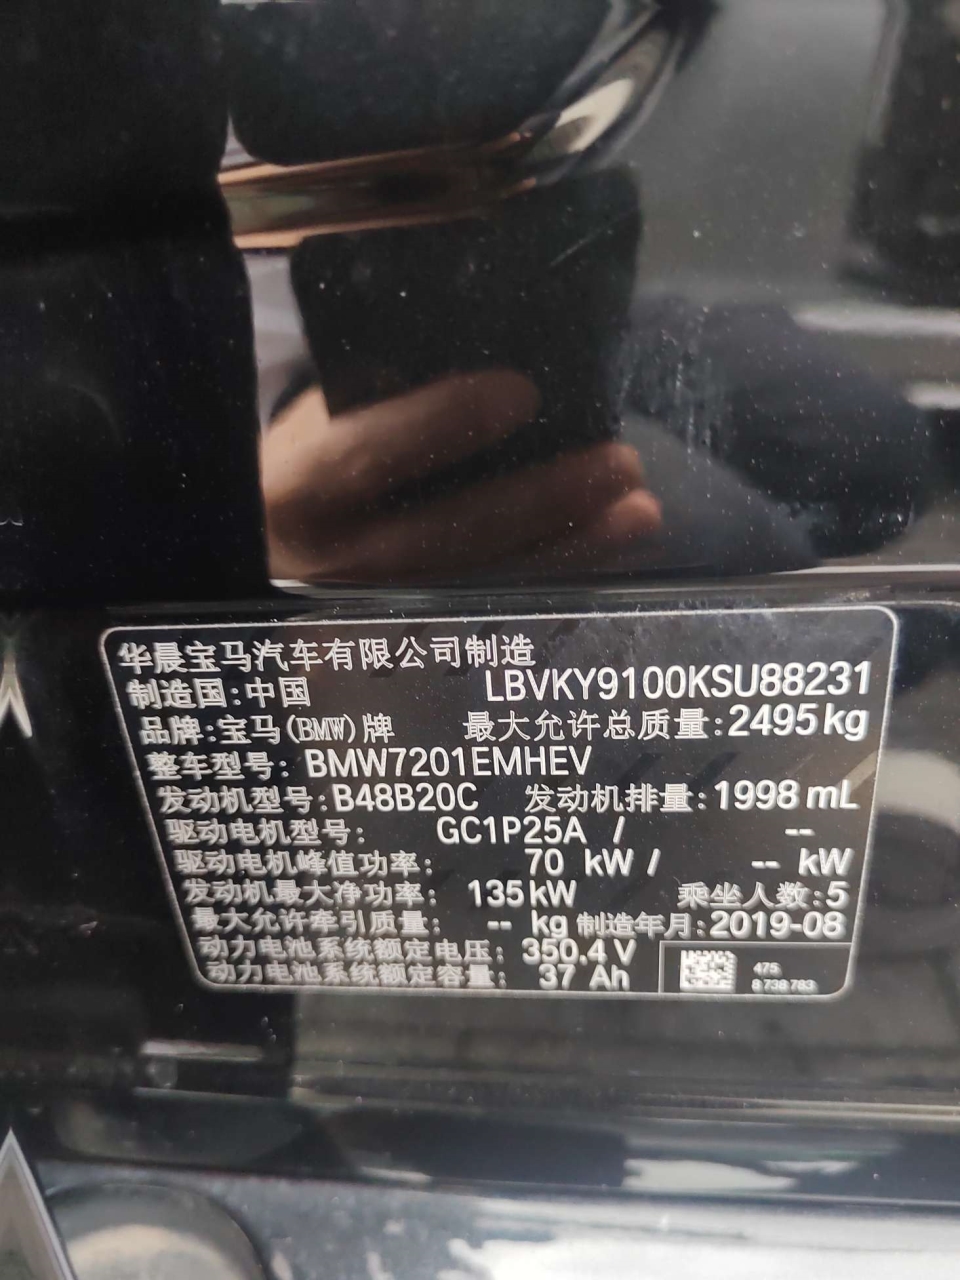 华晨宝马汽车有限公司制造
制造国:中国 LBVKY9100KSU88231
品牌:宝马(BMW)牌 最大允许总质量:2495kg
整车型号: BMW7201EMHEV
发动机型号:B48B20C 发动机排量:1998mL
驱动电机型号: GC1P25A / --
驱动电机峰值功率: 70 kW / -- kW
发动机最大净功率: 135kW 乘坐人数:5
最大允许牵引质量: -- kg 制造年月:2019-08
动力电池系统额定电压: 350.4 V
动力电池系统额定容量: 37 Ah
475
8 738 783